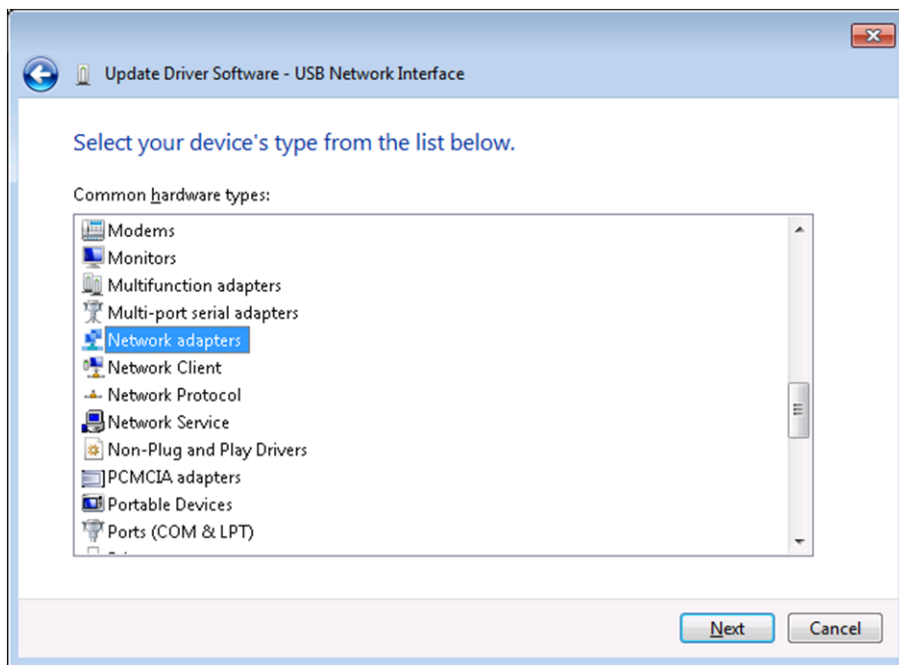 Update Driver Software - USB Network Interface
Select your device's type from the list below.
Common hardware types:
Modems
Monitors
Multifunction adapters
Multi-port serial adapters
Network adapters
Network Client
Network Protocol
Network Service
Non-Plug and Play Drivers
PCMCIA adapters
Portable Devices
Ports (COM & LPT)
Next
Cancel